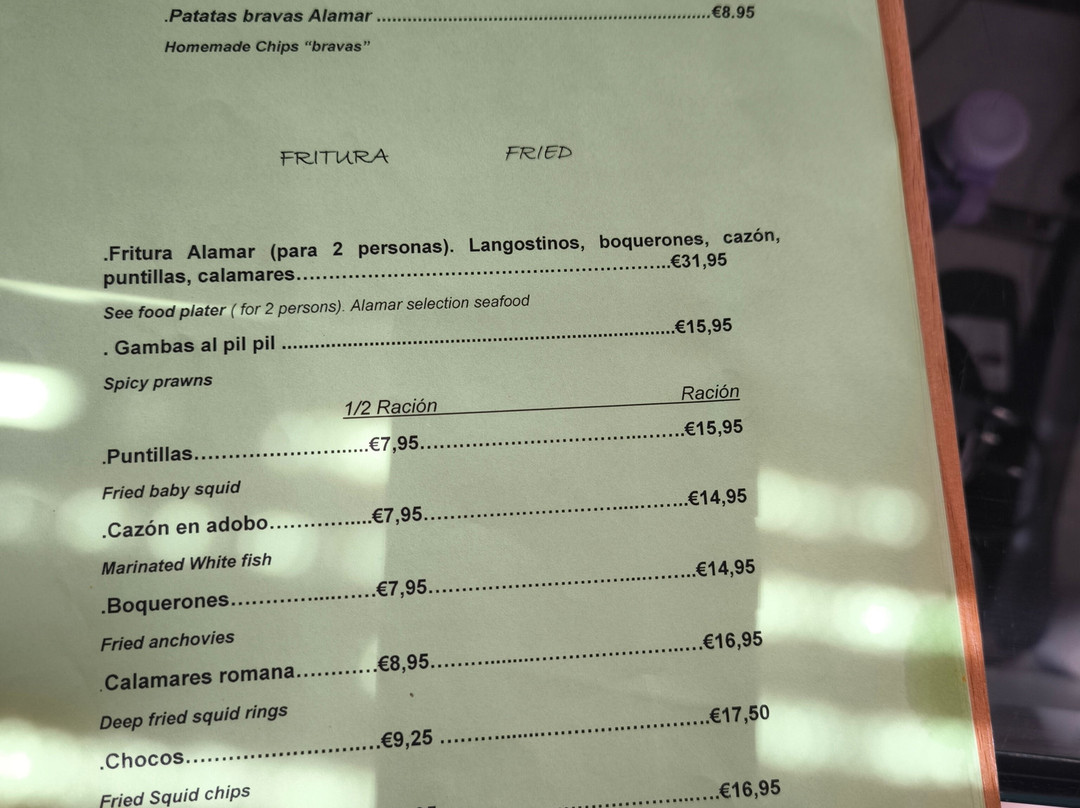 .Patatas bravas Alamar ....................................................................€8.95
Homemade Chips “bravas”
FRITURA FRIED
.Fritura Alamar (para 2 personas). Langostinos, boquerones, cazón,
puntillas, calamares..................................................................€31,95
See food plater ( for 2 persons). Alamar selection seafood
. Gambas al pil pil .....................................................................€15,95
Spicy prawns
1/2 Ración Ración
.Puntillas...............................€7,95..............................................€15,95
Fried baby squid
.Cazón en adobo..................€7,95..............................................€14,95
Marinated White fish
.Boquerones.........................€7,95..............................................€14,95
Fried anchovies
.Calamares romana..............€8,95..............................................€16,95
Deep fried squid rings
.Chocos.................................€9,25 .............................................€17,50
Fried Squid chips
€16,95